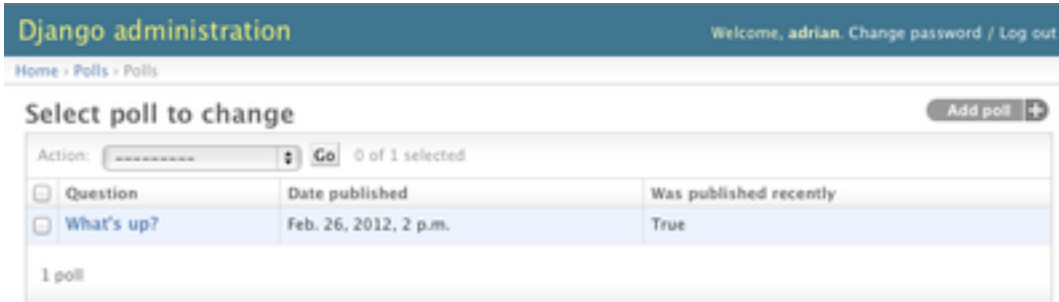 Django administration
Welcome, adrian. Change password / Log out
Home › Polls › Polls
Select poll to change
Add poll +
Action: --------- Go 0 of 1 selected
Question Date published Was published recently
What's up? Feb. 26, 2012, 2 p.m. True
1 poll